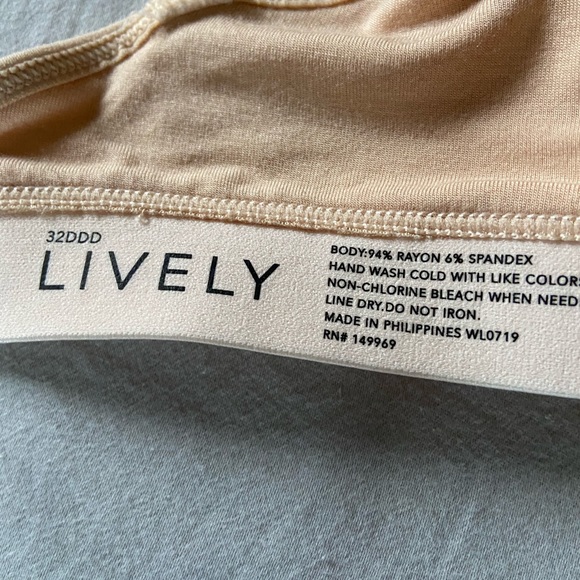 32DDD
LIVELY
BODY:94% RAYON 6% SPANDEX
HAND WASH COLD WITH LIKE COLORS
NON-CHLORINE BLEACH WHEN NEED
LINE DRY.DO NOT IRON.
MADE IN PHILIPPINES WL0719
RN# 149969